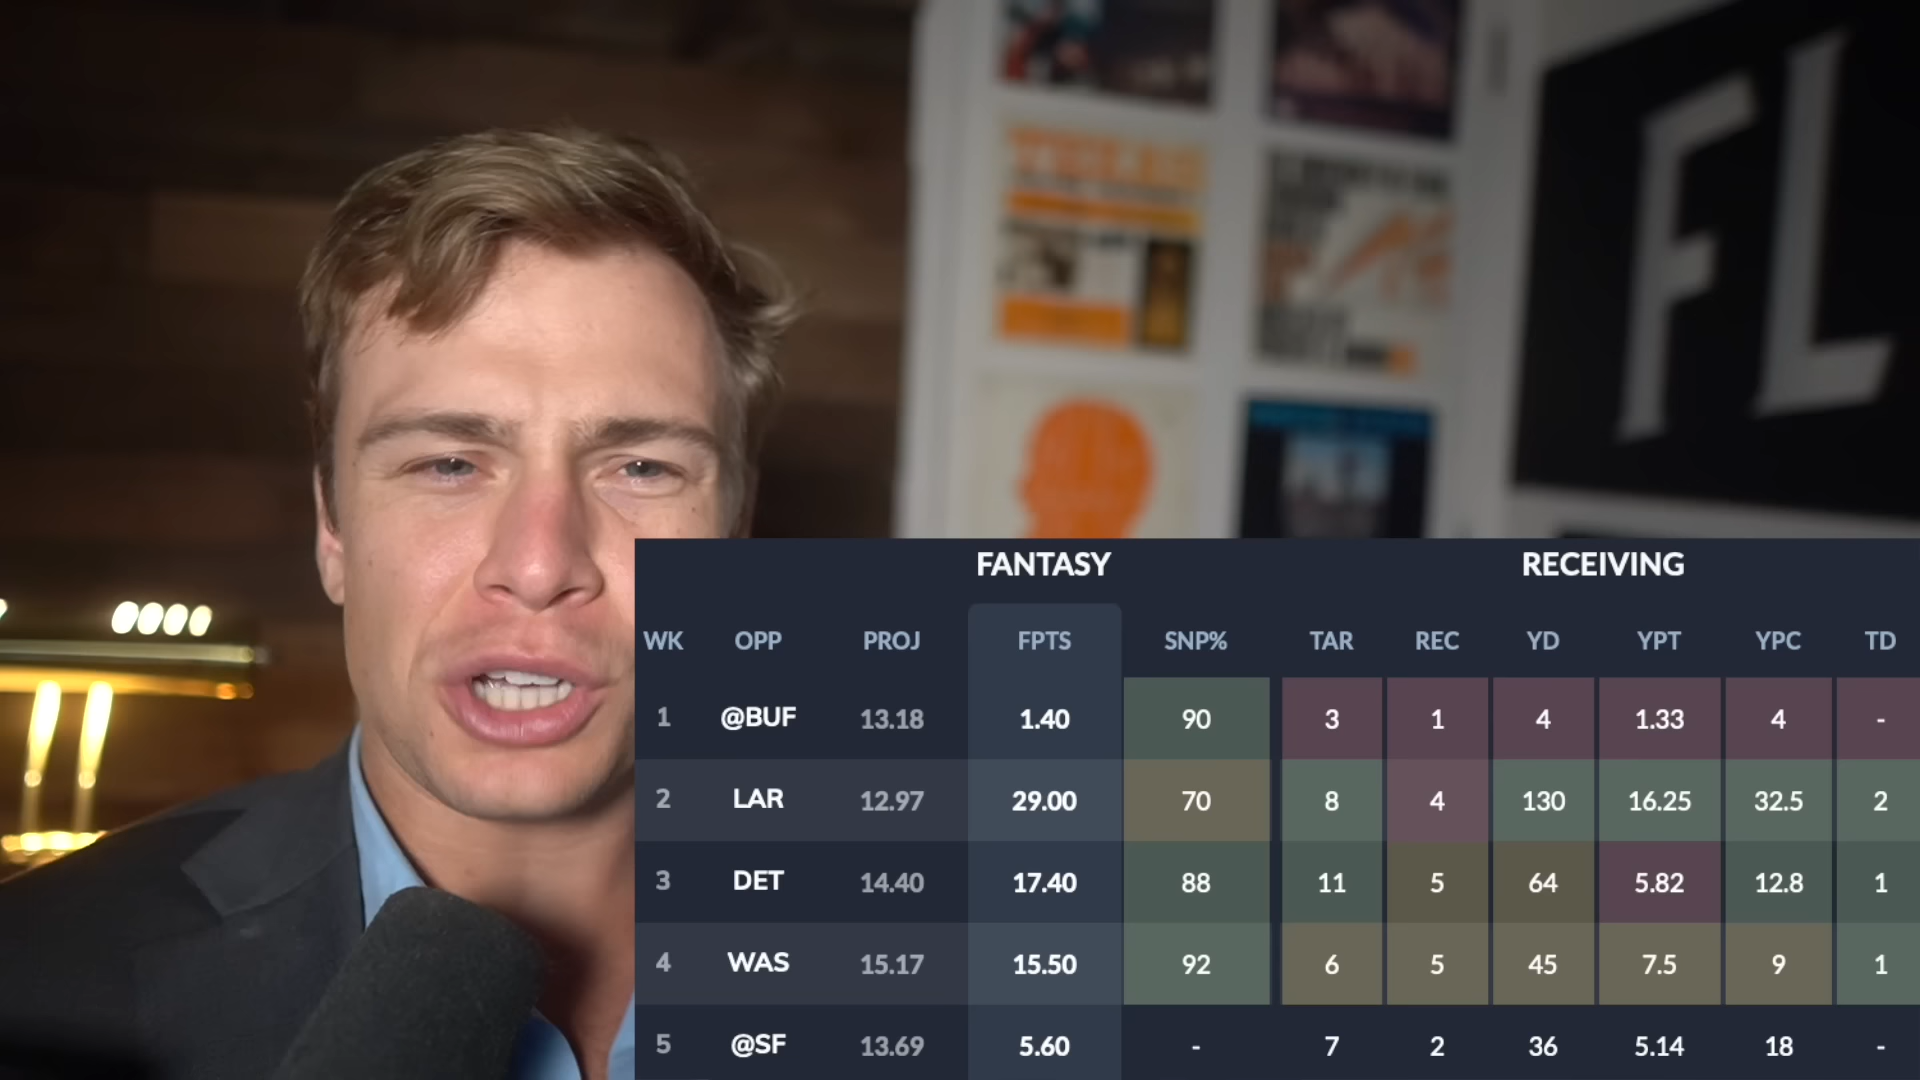 FL
FANTASY RECEIVING
WK OPP PROJ FPTS SNP% TAR REC YD YPT YPC TD
1 @BUF 13.18 1.40 90 3 1 4 1.33 4 -
2 LAR 12.97 29.00 70 8 4 130 16.25 32.5 2
3 DET 14.40 17.40 88 11 5 64 5.82 12.8 1
4 WAS 15.17 15.50 92 6 5 45 7.5 9 1
5 @SF 13.69 5.60 - 7 2 36 5.14 18 -